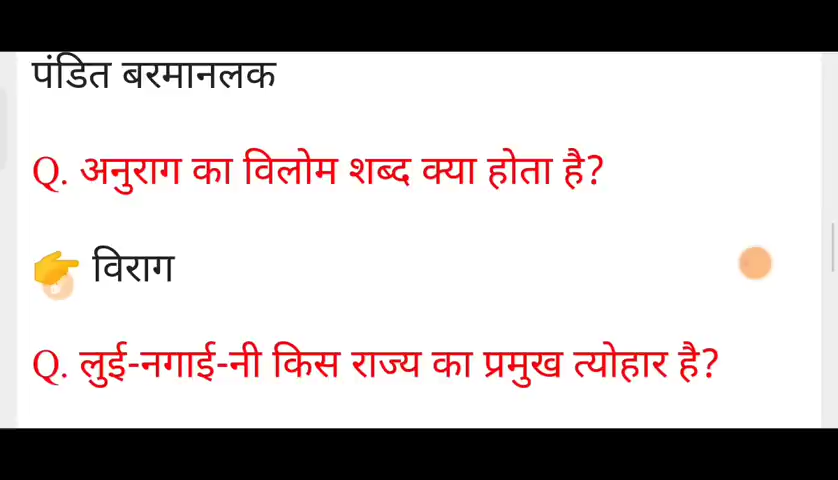 पंडित बरमानलक
Q. अनुराग का विलोम शब्द क्या होता है?
👉 विराग
Q. लुई-नगाई-नी किस राज्य का प्रमुख त्योहार है?